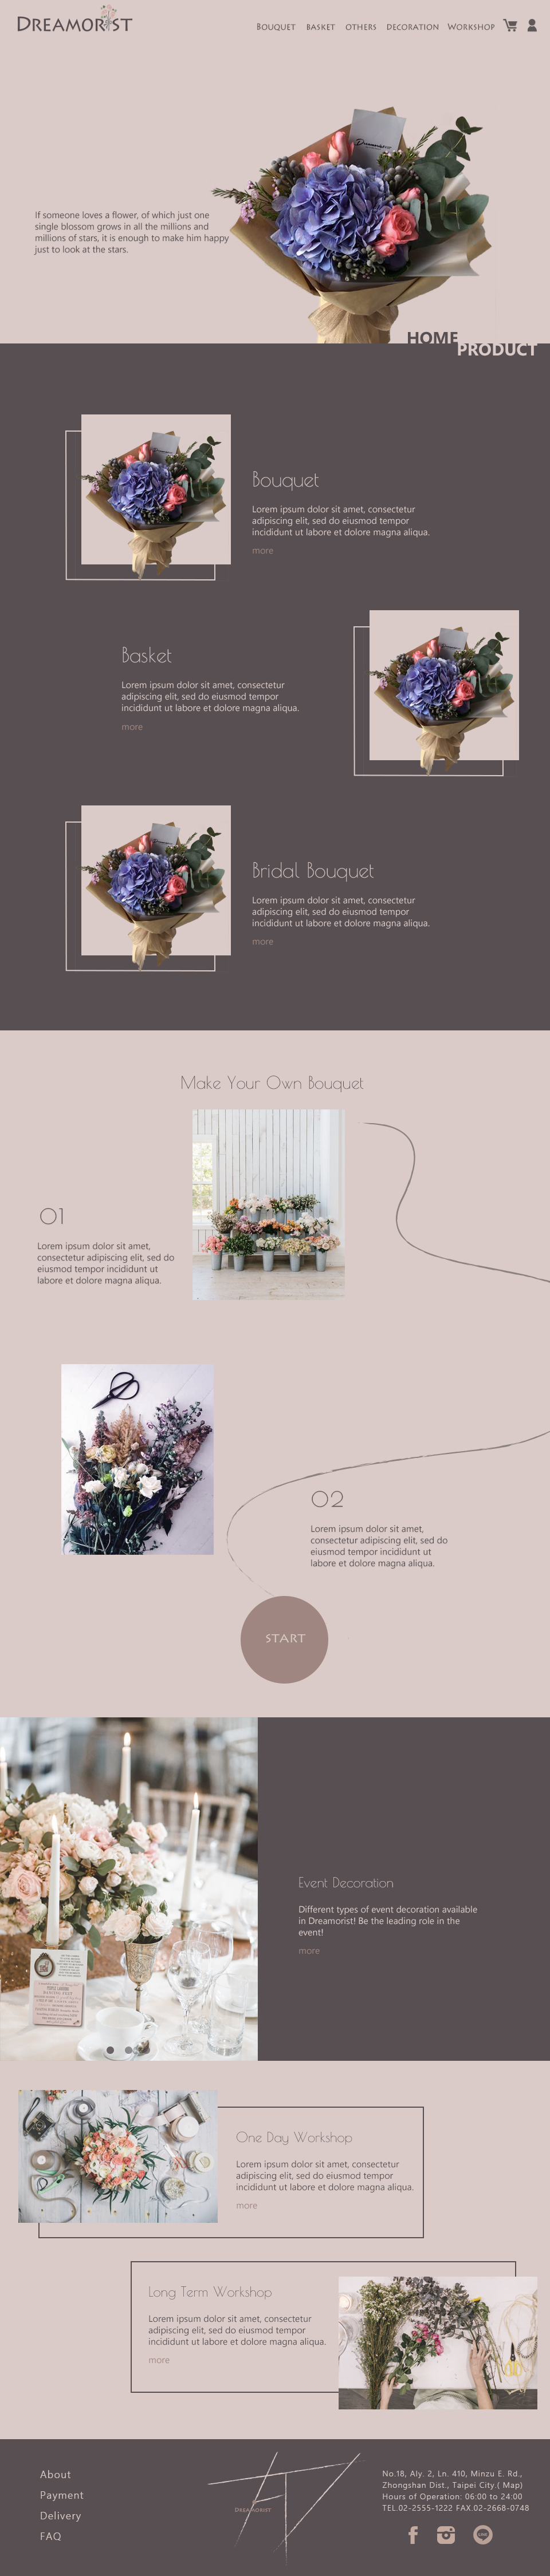 DREAMORIST
BOUQUET BASKET OTHERS DECORATION WORKSHOP
If someone loves a flower, of which just one
single blossom grows in all the millions and
millions of stars, it is enough to make him happy
just to look at the stars.
HOME
PRODUCT
Bouquet
Lorem ipsum dolor sit amet, consectetur
adipiscing elit, sed do eiusmod tempor
incididunt ut labore et dolore magna aliqua.
more
Basket
Lorem ipsum dolor sit amet, consectetur
adipiscing elit, sed do eiusmod tempor
incididunt ut labore et dolore magna aliqua.
more
Bridal Bouquet
Lorem ipsum dolor sit amet, consectetur
adipiscing elit, sed do eiusmod tempor
incididunt ut labore et dolore magna aliqua.
more
Make Your Own Bouquet
01
Lorem ipsum dolor sit amet,
consectetur adipiscing elit, sed do
eiusmod tempor incididunt ut
labore et dolore magna aliqua.
02
Lorem ipsum dolor sit amet,
consectetur adipiscing elit, sed do
eiusmod tempor incididunt ut
labore et dolore magna aliqua.
START
Event Decoration
Different types of event decoration available
in Dreamorist! Be the leading role in the
event!
more
One Day Workshop
Lorem ipsum dolor sit amet, consectetur
adipiscing elit, sed do eiusmod tempor
incididunt ut labore et dolore magna aliqua.
more
Long Term Workshop
Lorem ipsum dolor sit amet, consectetur
adipiscing elit, sed do eiusmod tempor
incididunt ut labore et dolore magna aliqua.
more
About
Payment
Delivery
FAQ
DREAMORIST
No.18, Aly. 2, Ln. 410, Minzu E. Rd.,
Zhongshan Dist., Taipei City.( Map)
Hours of Operation: 06:00 to 24:00
TEL.02-2555-1222 FAX.02-2668-0748
LINE